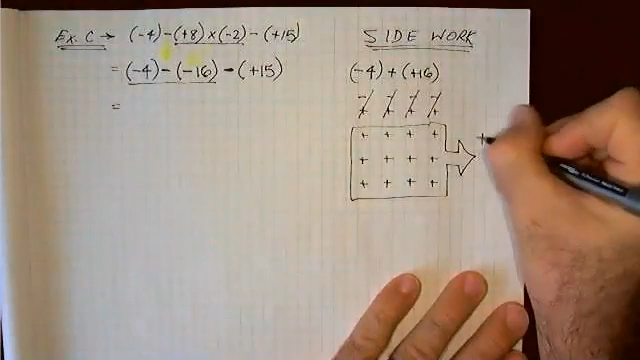 Ex. C → (-4)-(+8)×(-2)-(+15)
= (-4)-(-16)-(+15)
=
SIDE WORK
(-4)+(+16)
- - - -
+ + + +
+ + + +
+ + + +
+ + + +
+